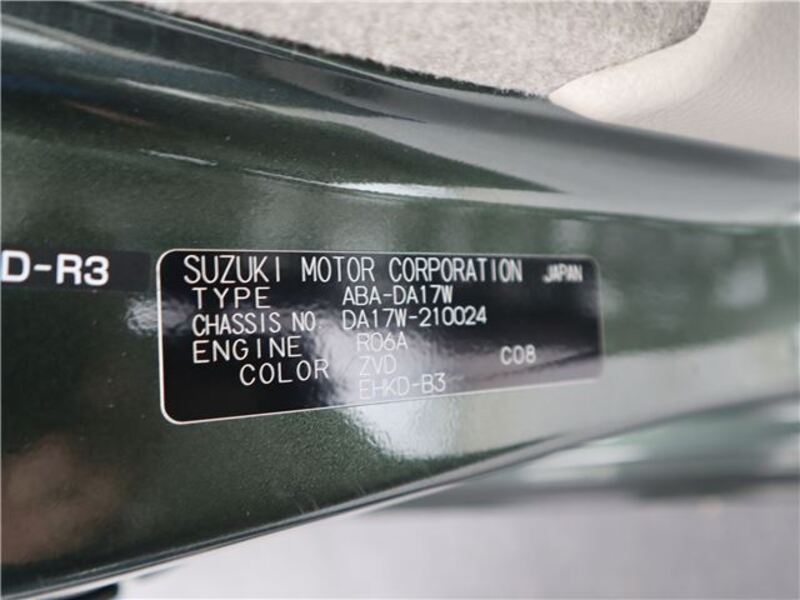 D-R3
SUZUKI MOTOR CORPORATION JAPAN
TYPE ABA-DA17W
CHASSIS NO. DA17W-210024
ENGINE R06A
COLOR ZVD C08
EHKD-B3